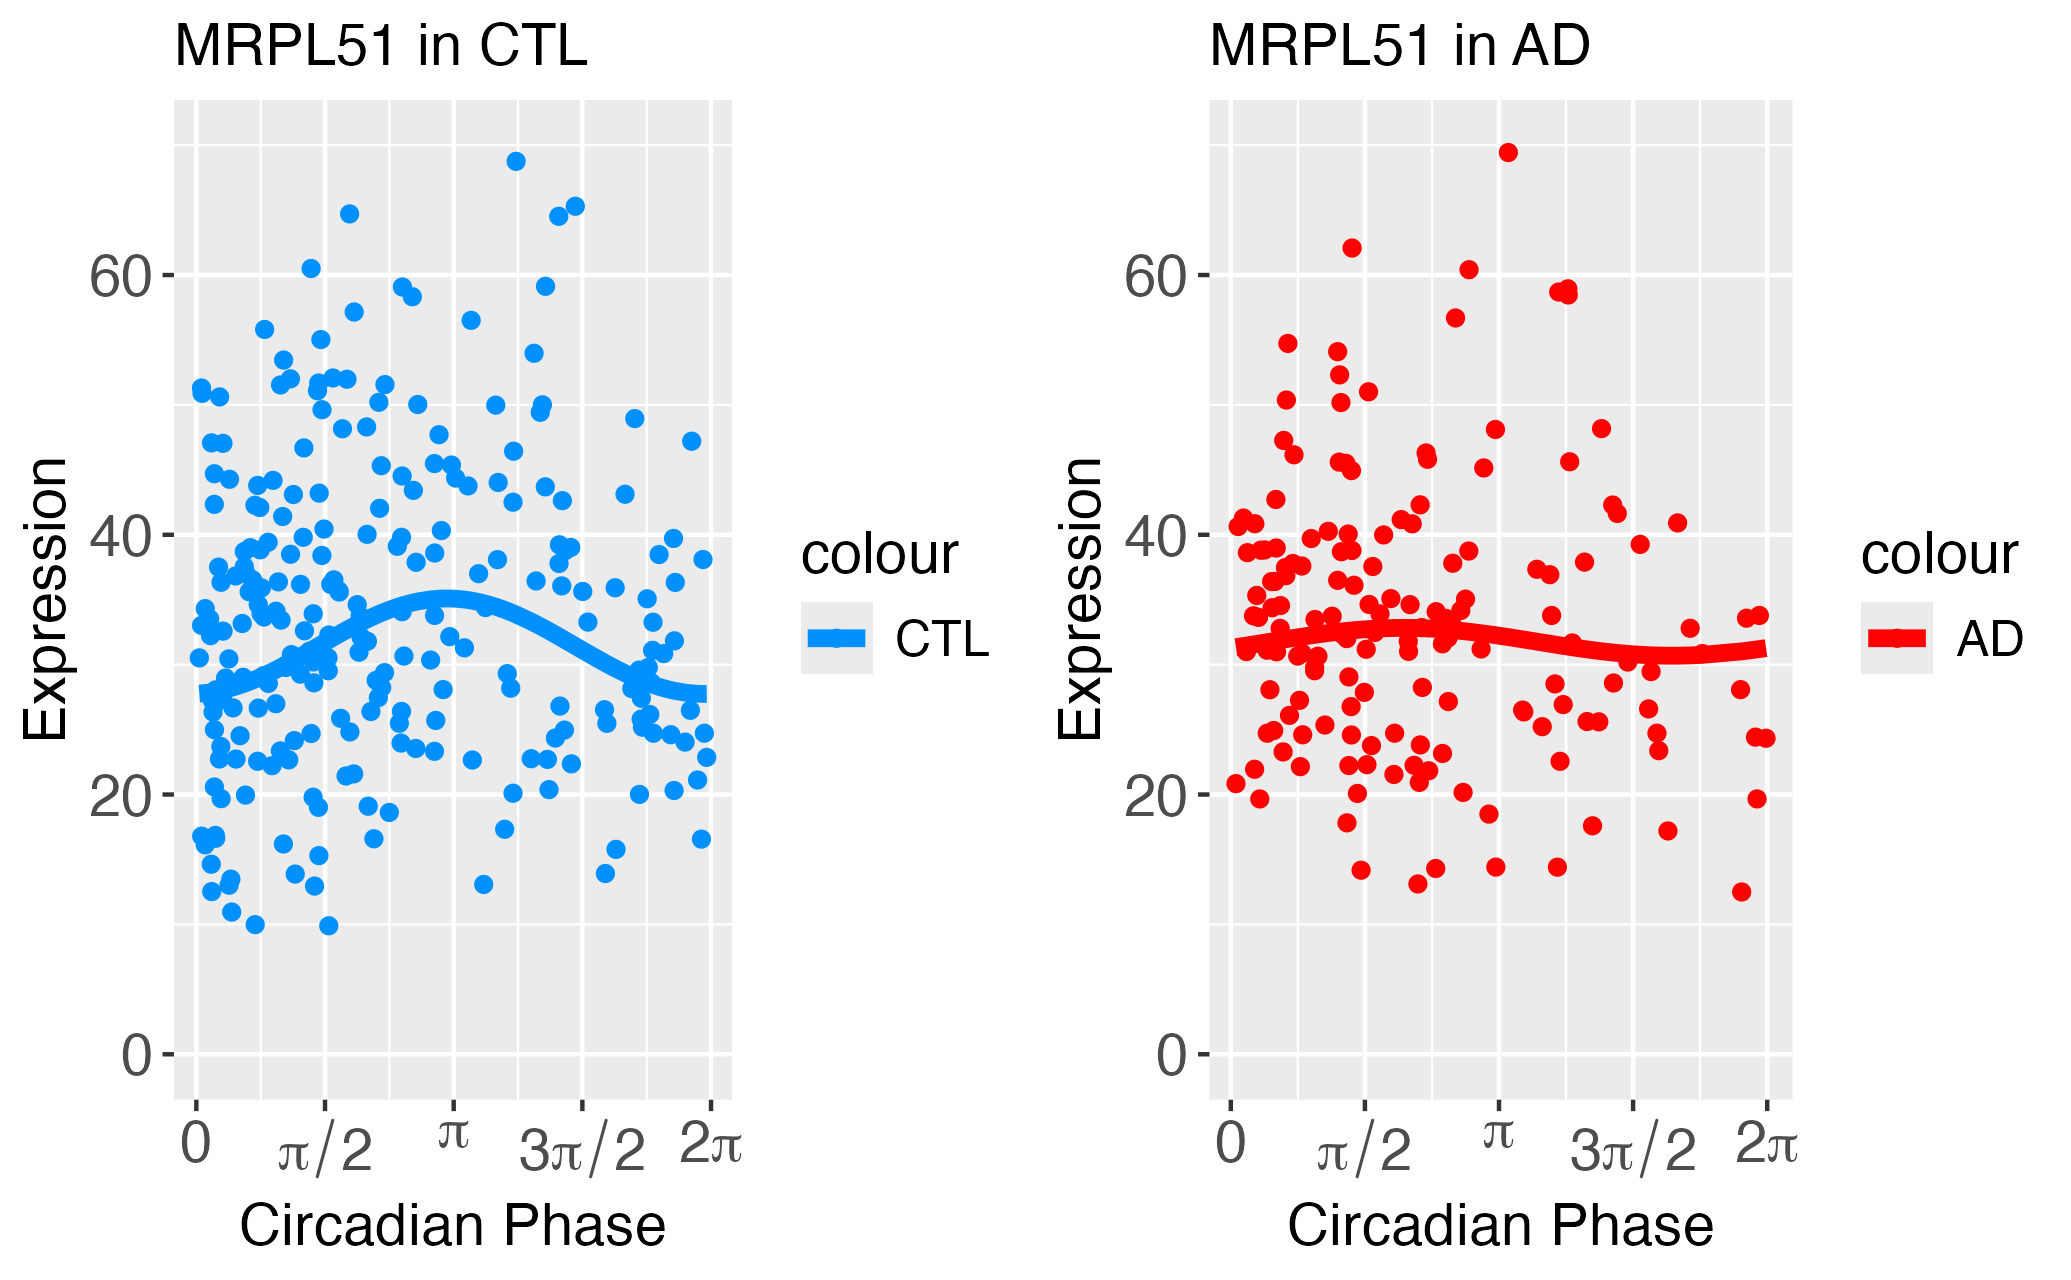 MRPL51 in CTL
Expression
60
40
20
0
0 π/2 π 3π/2 2π
Circadian Phase
colour
CTL
MRPL51 in AD
Expression
60
40
20
0
0 π/2 π 3π/2 2π
Circadian Phase
colour
AD